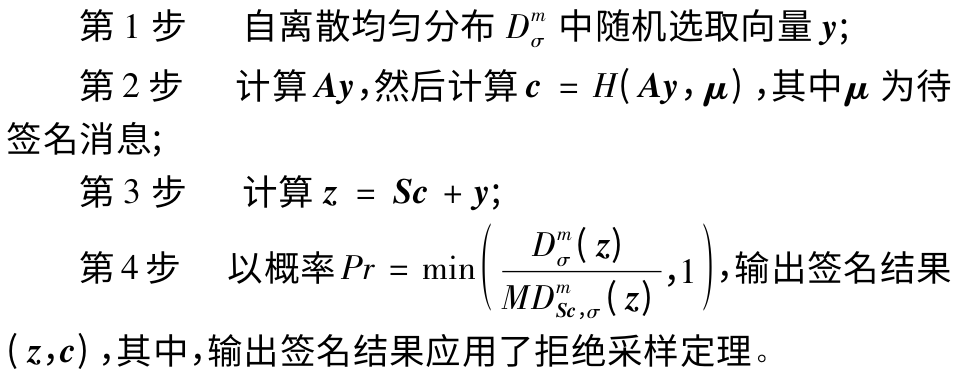 第 1 步 自离散均匀分布 $D_{\sigma}^{m}$ 中随机选取向量 $\boldsymbol{y}$;
第 2 步 计算 $\boldsymbol{Ay}$,然后计算 $\boldsymbol{c} = H(\boldsymbol{Ay}, \boldsymbol{\mu})$,其中 $\boldsymbol{\mu}$ 为待
签名消息;
第 3 步 计算 $\boldsymbol{z} = \boldsymbol{Sc} + \boldsymbol{y}$;
第 4 步 以概率 $Pr = \min\left(\frac{D_{\sigma}^{m}(\boldsymbol{z})}{MD_{\boldsymbol{Sc},\sigma}^{m}(\boldsymbol{z})},1\right)$,输出签名结果
$(\boldsymbol{z},\boldsymbol{c})$,其中,输出签名结果应用了拒绝采样定理。